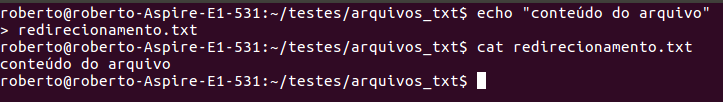 roberto@roberto-Aspire-E1-531:~/testes/arquivos_txt$ echo "conteúdo do arquivo"
> redirecionamento.txt
roberto@roberto-Aspire-E1-531:~/testes/arquivos_txt$ cat redirecionamento.txt
conteúdo do arquivo
roberto@roberto-Aspire-E1-531:~/testes/arquivos_txt$